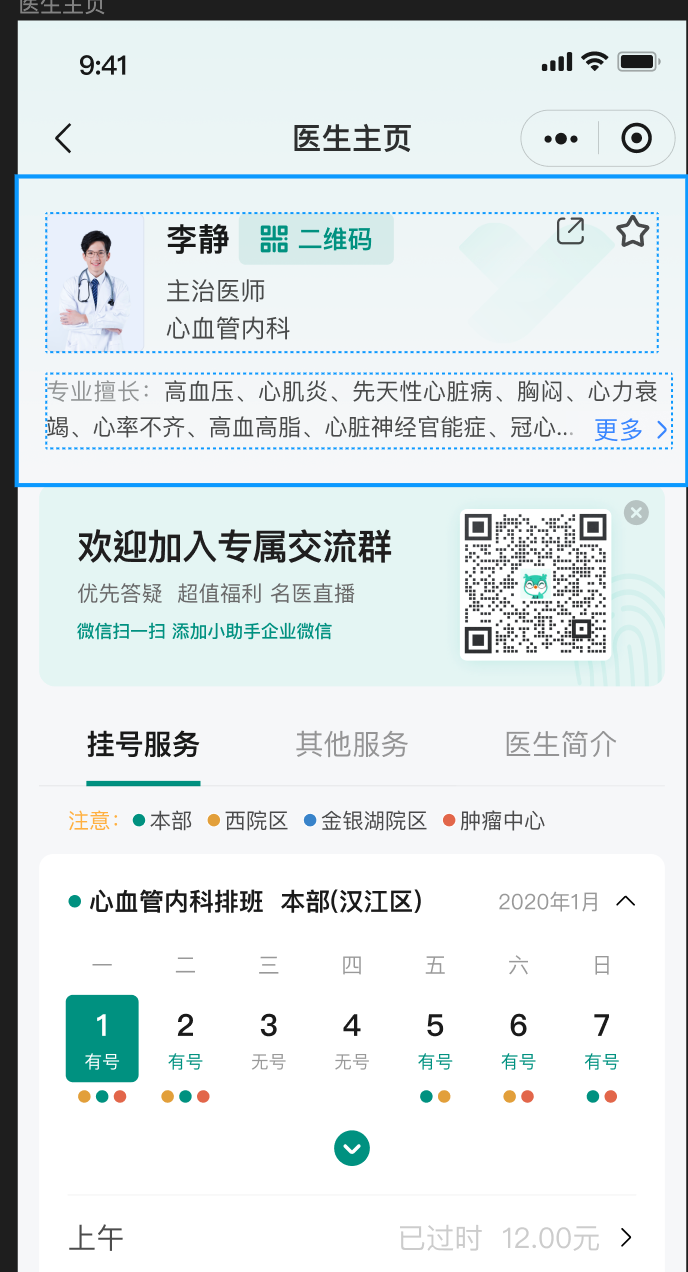 医生主页
9:41
医生主页
李静 二维码
主治医师
心血管内科
专业擅长：高血压、心肌炎、先天性心脏病、胸闷、心力衰
竭、心率不齐、高血高脂、心脏神经官能症、冠心... 更多
欢迎加入专属交流群
优先答疑 超值福利 名医直播
微信扫一扫 添加小助手企业微信
挂号服务 其他服务 医生简介
注意： 本部 西院区 金银湖院区 肿瘤中心
心血管内科排班 本部(汉江区) 2020年1月
一 二 三 四 五 六 日
1 2 3 4 5 6 7
有号 有号 无号 无号 有号 有号 有号
上午 已过时 12.00元